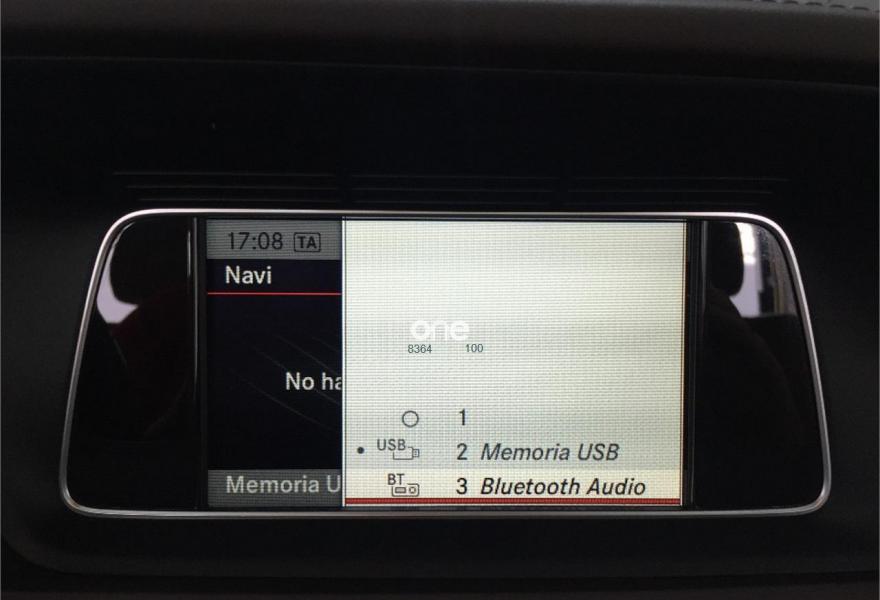 17:08 TA
Navi
one
8364 100
No ha
1
USB 2 Memoria USB
BT 3 Bluetooth Audio
Memoria U